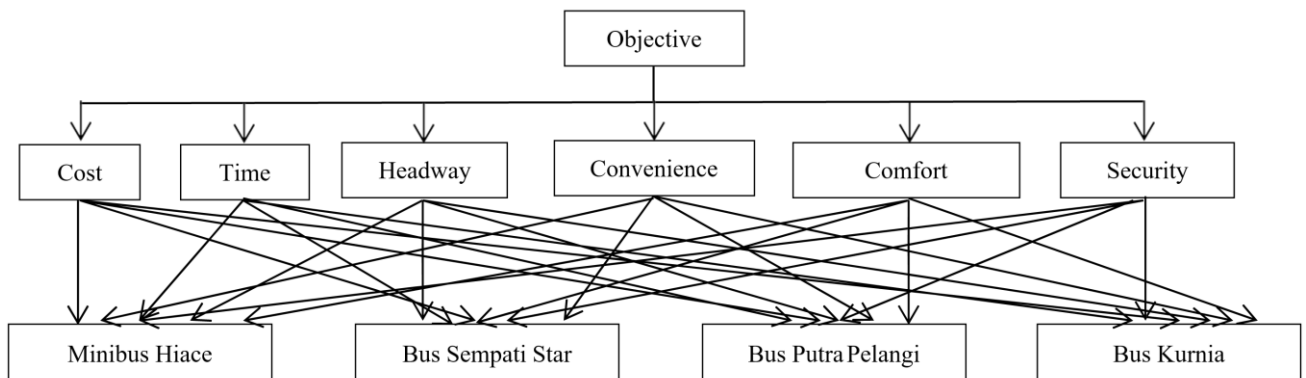 Objective
Cost
Time
Headway
Convenience
Comfort
Security
Minibus Hiace
Bus Sempati Star
Bus Putra Pelangi
Bus Kurnia